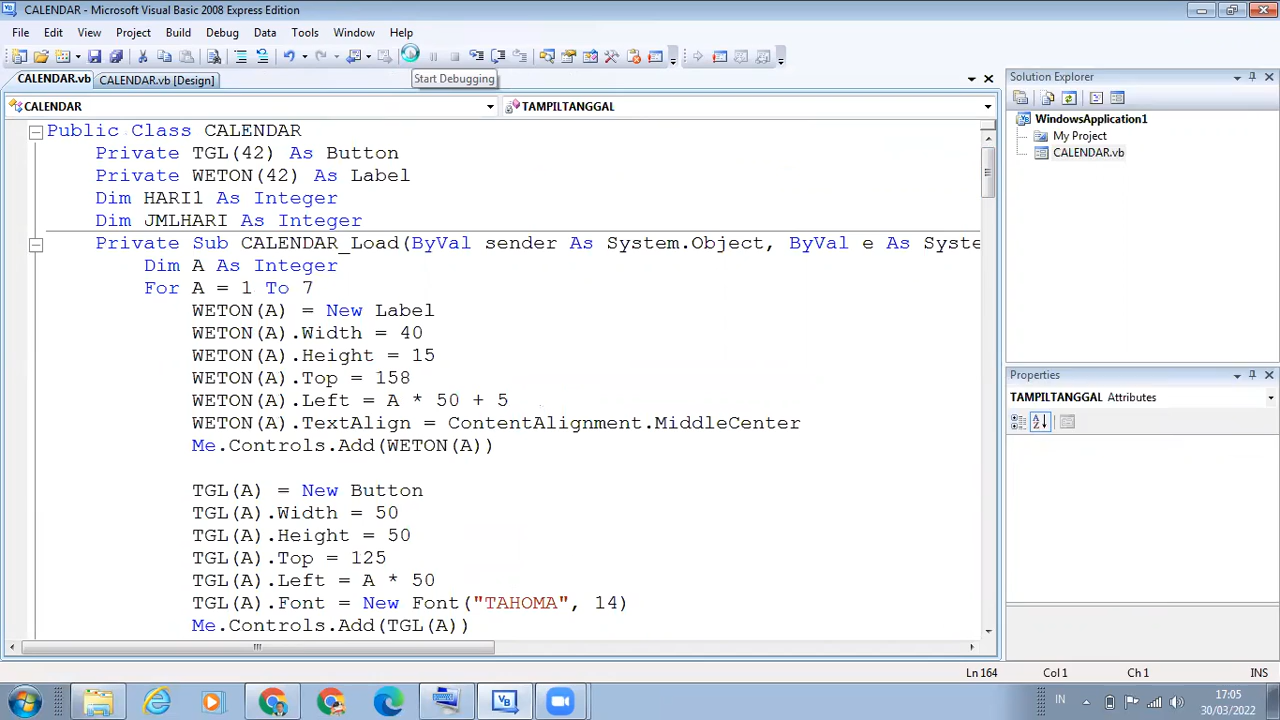 CALENDAR - Microsoft Visual Basic 2008 Express Edition
File Edit View Project Build Debug Data Tools Window Help
Start Debugging
CALENDAR.vb CALENDAR.vb [Design]
CALENDAR TAMPILTANGGAL
Public Class CALENDAR
Private TGL(42) As Button
Private WETON(42) As Label
Dim HARI1 As Integer
Dim JMLHARI As Integer
Private Sub CALENDAR_Load(ByVal sender As System.Object, ByVal e As Syste
Dim A As Integer
For A = 1 To 7
WETON(A) = New Label
WETON(A).Width = 40
WETON(A).Height = 15
WETON(A).Top = 158
WETON(A).Left = A * 50 + 5
WETON(A).TextAlign = ContentAlignment.MiddleCenter
Me.Controls.Add(WETON(A))
TGL(A) = New Button
TGL(A).Width = 50
TGL(A).Height = 50
TGL(A).Top = 125
TGL(A).Left = A * 50
TGL(A).Font = New Font("TAHOMA", 14)
Me.Controls.Add(TGL(A))
Solution Explorer
WindowsApplication1
My Project
CALENDAR.vb
Properties
TAMPILTANGGAL Attributes
Ln 164 Col 1 Ch 1 INS
VB
IN
17:05
30/03/2022